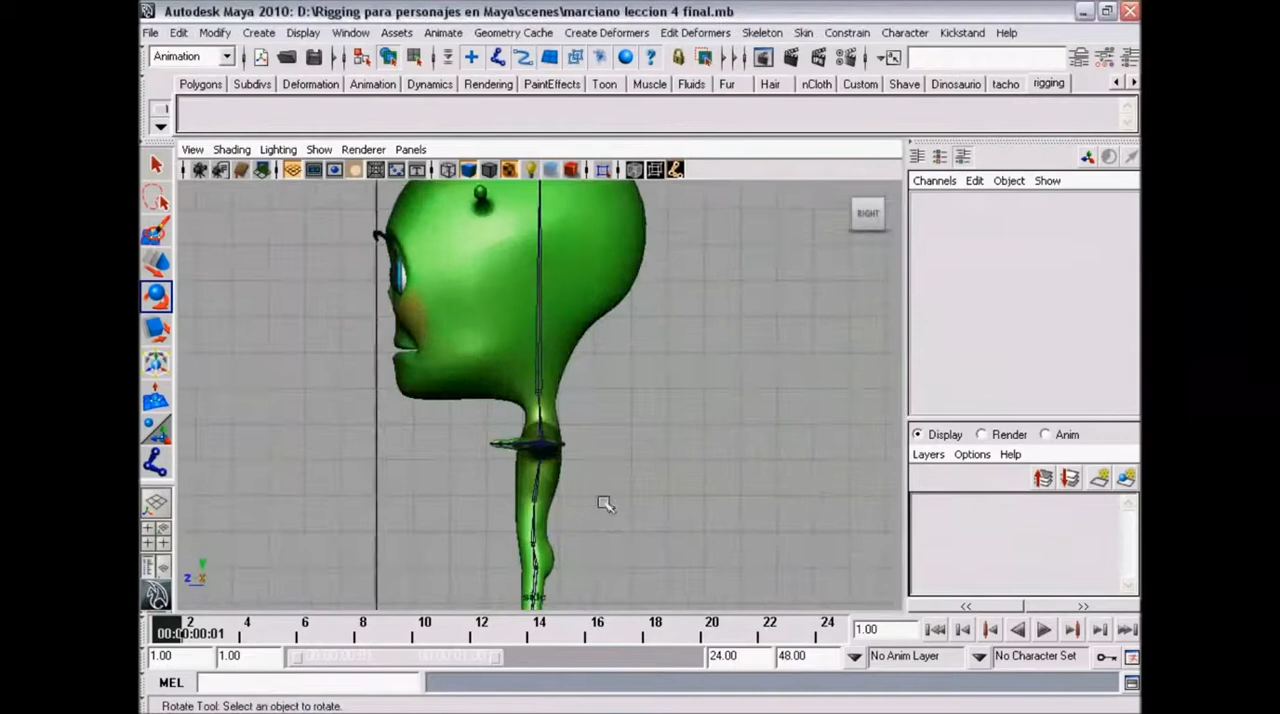 Autodesk Maya 2010: D:\Rigging para personajes en Maya\scenes\marciano leccion 4 final.mb
File Edit Modify Create Display Window Assets Animate Geometry Cache Create Deformers Edit Deformers Skeleton Skin Constrain Character Kickstand Help
Animation
Polygons Subdivs Deformation Animation Dynamics Rendering PaintEffects Toon Muscle Fluids Fur Hair nCloth Custom Shave Dinosaurio tacho rigging
View Shading Lighting Show Renderer Panels
Channels Edit Object Show
RIGHT
Display Render Anim
Layers Options Help
side
Y
Z X
<< >>
2 4 6 8 10 12 14 16 18 20 22 24
00:00:00:01
1.00
1.00 1.00 24.00 48.00 No Anim Layer No Character Set
MEL
Rotate Tool: Select an object to rotate.